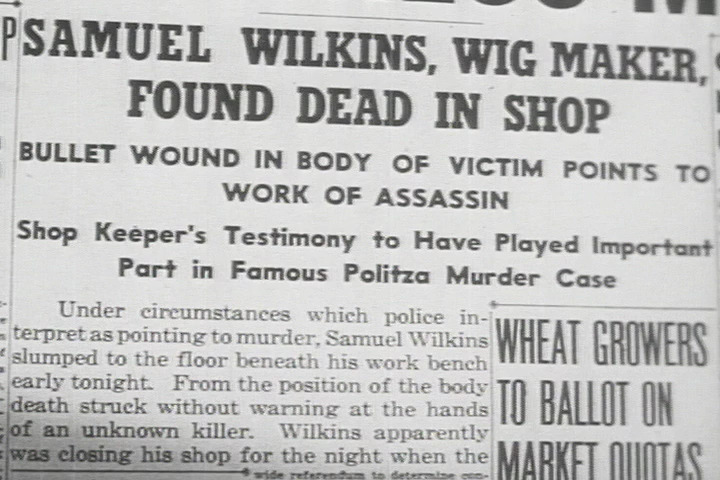 SAMUEL WILKINS, WIG MAKER,
FOUND DEAD IN SHOP
BULLET WOUND IN BODY OF VICTIM POINTS TO
WORK OF ASSASSIN
Shop Keeper's Testimony to Have Played Important
Part in Famous Politza Murder Case
Under circumstances which police in-
terpret as pointing to murder, Samuel Wilkins
slumped to the floor beneath his work bench
early tonight. From the position of the body
death struck without warning at the hands
of an unknown killer. Wilkins apparently
was closing his shop for the night when the
WHEAT GROWERS
TO BALLOT ON
MARKET QUOTAS
wide referendum to determine con-